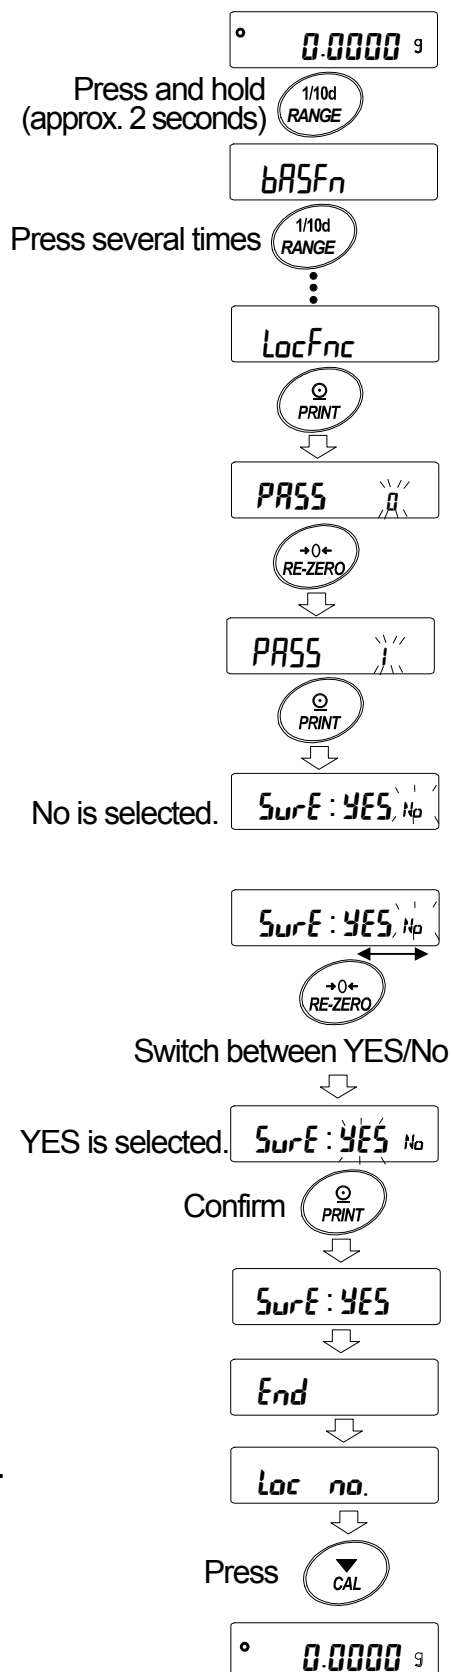 0.0000 g
Press and hold
(approx. 2 seconds)
1/10d
RANGE
bASFn
Press several times
1/10d
RANGE
LocFnc
PRINT
PASS 0
→0←
RE-ZERO
PASS 1
PRINT
No is selected.
SurE:YES No
SurE:YES No
→0←
RE-ZERO
Switch between YES/No
YES is selected.
SurE:YES No
Confirm
PRINT
SurE:YES
End
Loc no.
.
Press
CAL
0.0000 g